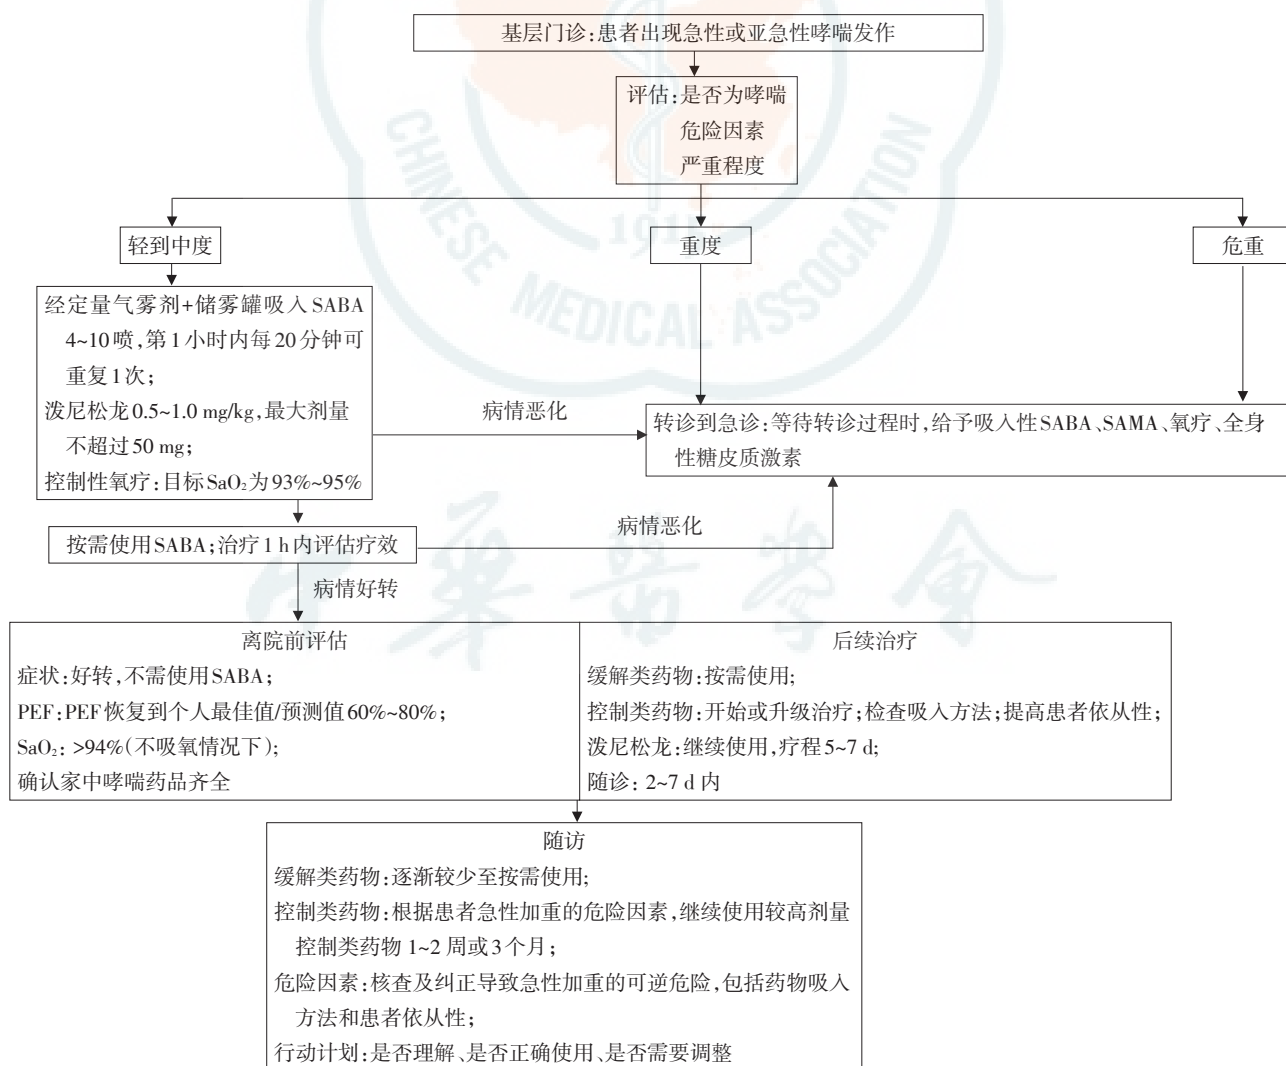 基层门诊:患者出现急性或亚急性哮喘发作
评估:是否为哮喘
危险因素
严重程度
轻到中度
重度
危重
经定量气雾剂+储雾罐吸入SABA
4~10喷,第1小时内每20分钟可
重复1次;
泼尼松龙0.5~1.0 mg/kg,最大剂量
不超过50 mg;
控制性氧疗:目标SaO₂为93%~95%
病情恶化
转诊到急诊:等待转诊过程时,给予吸入性SABA、SAMA、氧疗、全身
性糖皮质激素
按需使用SABA;治疗1 h内评估疗效
病情恶化
病情好转
离院前评估
症状:好转,不需使用SABA;
PEF:PEF恢复到个人最佳值/预测值60%~80%;
SaO₂: >94%(不吸氧情况下);
确认家中哮喘药品齐全
后续治疗
缓解类药物:按需使用;
控制类药物:开始或升级治疗;检查吸入方法;提高患者依从性;
泼尼松龙:继续使用,疗程5~7 d;
随诊: 2~7 d内
随访
缓解类药物:逐渐较少至按需使用;
控制类药物:根据患者急性加重的危险因素,继续使用较高剂量
控制类药物 1~2 周或3个月;
危险因素:核查及纠正导致急性加重的可逆危险,包括药物吸入
方法和患者依从性;
行动计划:是否理解、是否正确使用、是否需要调整
CHINESE MEDICAL ASSOCIATION
1915
中华医学会